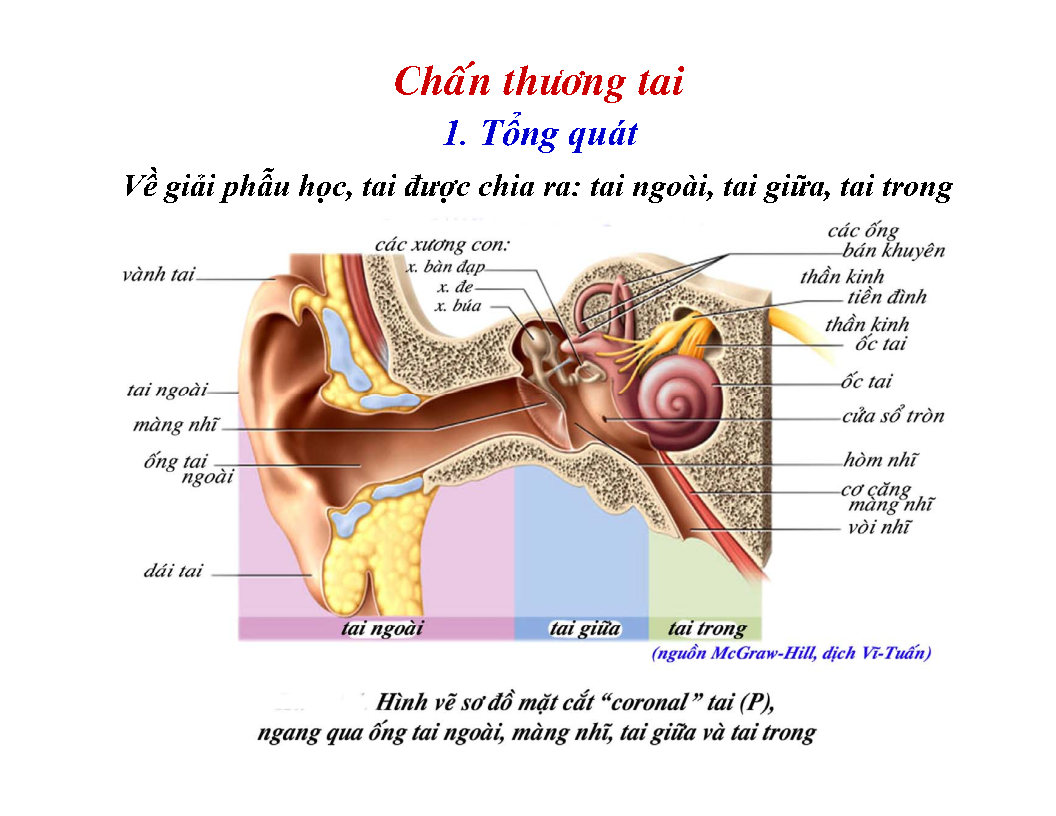 Chấn thương tai
1. Tổng quát
Về giải phẫu học, tai được chia ra: tai ngoài, tai giữa, tai trong
các xương con:
x. bàn đạp
x. đe
x. búa
vành tai
tai ngoài
màng nhĩ
ống tai
ngoài
dái tai
các ống
bán khuyên
thần kinh
tiền đình
thần kinh
ốc tai
ốc tai
cửa sổ tròn
hòm nhĩ
cơ căng
màng nhĩ
vòi nhĩ
tai ngoài
tai giữa
tai trong
(nguồn McGraw-Hill, dịch Vĩ-Tuấn)
Hình vẽ sơ đồ mặt cắt “coronal” tai (P),
ngang qua ống tai ngoài, màng nhĩ, tai giữa và tai trong